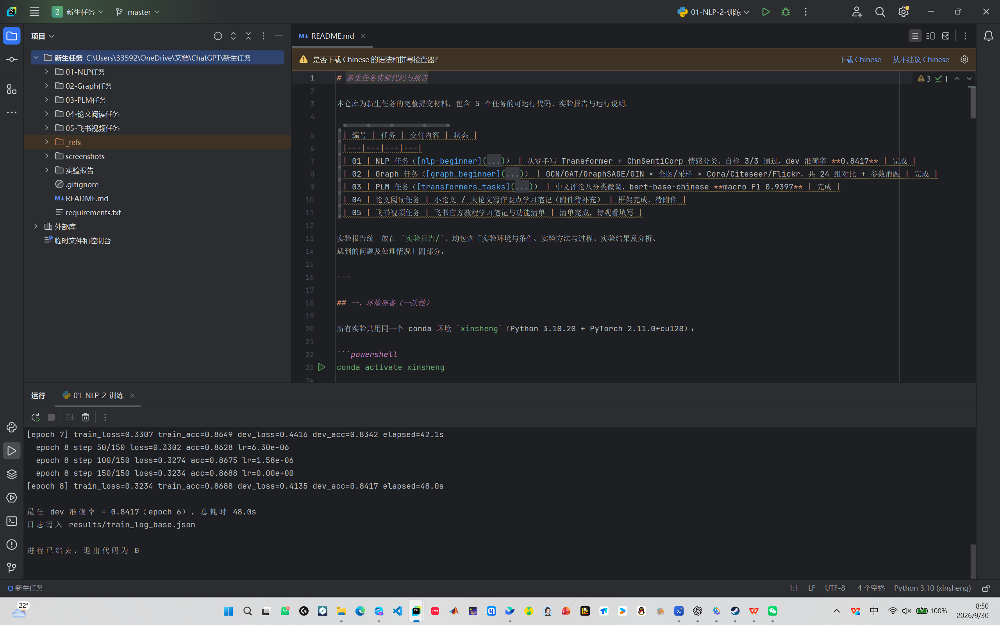 新生任务
master
01-NLP-2-训练
项目
README.md
是否下载 Chinese 的语法和拼写检查器?
下载 Chinese
从不建议 Chinese
新生任务 C:\Users\33592\OneDrive\文档\ChatGPT\新生任务
01-NLP任务
02-Graph任务
03-PLM任务
04-论文阅读任务
05-飞书视频任务
_refs
screenshots
实验报告
.gitignore
README.md
requirements.txt
外部库
临时文件和控制台
3
1
1 # 新生任务实验代码与报告
2
3 本仓库为新生任务的完整提交材料，包含 5 个任务的可运行代码、实验报告与运行说明。
4
5 | 编号 | 任务 | 交付内容 | 状态 |
6 |---|---|---|---|
7 | 01 | NLP 任务（[nlp-beginner](...)） | 从零手写 Transformer + ChnSentiCorp 情感分类，自检 3/3 通过，dev 准确率 **0.8417** | 完成 |
8 | 02 | Graph 任务（[graph_beginner](...)） | GCN/GAT/GraphSAGE/GIN × 全图/采样 × Cora/Citeseer/Flickr，共 24 组对比 + 参数消融 | 完成 |
9 | 03 | PLM 任务（[transformers_tasks](...)） | 中文评论八分类微调，bert-base-chinese **macro F1 0.9397** | 完成 |
10 | 04 | 论文阅读任务 | 小论文 / 大论文写作要点学习笔记（附件待补充） | 框架完成，待附件 |
11 | 05 | 飞书视频任务 | 飞书官方教程学习笔记与功能清单 | 清单完成，待观看填写 |
12
13 实验报告统一放在 `实验报告/`，均包含「实验环境与条件、实验方法与过程、实验结果及分析、
14 遇到的问题及处理情况」四部分。
15
16 ---
17
18 ## 一、环境准备（一次性）
19
20 所有实验共用同一个 conda 环境 `xinsheng`（Python 3.10.20 + PyTorch 2.11.0+cu128）：
21
22 ```powershell
23 conda activate xinsheng
24
运行
01-NLP-2-训练
[epoch 7] train_loss=0.3307 train_acc=0.8649 dev_loss=0.4416 dev_acc=0.8342 elapsed=42.1s
epoch 8 step 50/150 loss=0.3302 acc=0.8628 lr=6.30e-06
epoch 8 step 100/150 loss=0.3274 acc=0.8675 lr=1.58e-06
epoch 8 step 150/150 loss=0.3234 acc=0.8688 lr=0.00e+00
[epoch 8] train_loss=0.3234 train_acc=0.8688 dev_loss=0.4135 dev_acc=0.8417 elapsed=48.0s
最佳 dev 准确率 = 0.8417（epoch 6），总耗时 48.0s
日志写入 results/train_log_base.json
进程已结束，退出代码为 0
新生任务
1:1
LF
UTF-8
4 个空格
Python 3.10 (xinsheng)
22°
中
100%
8:50
2026/9/30